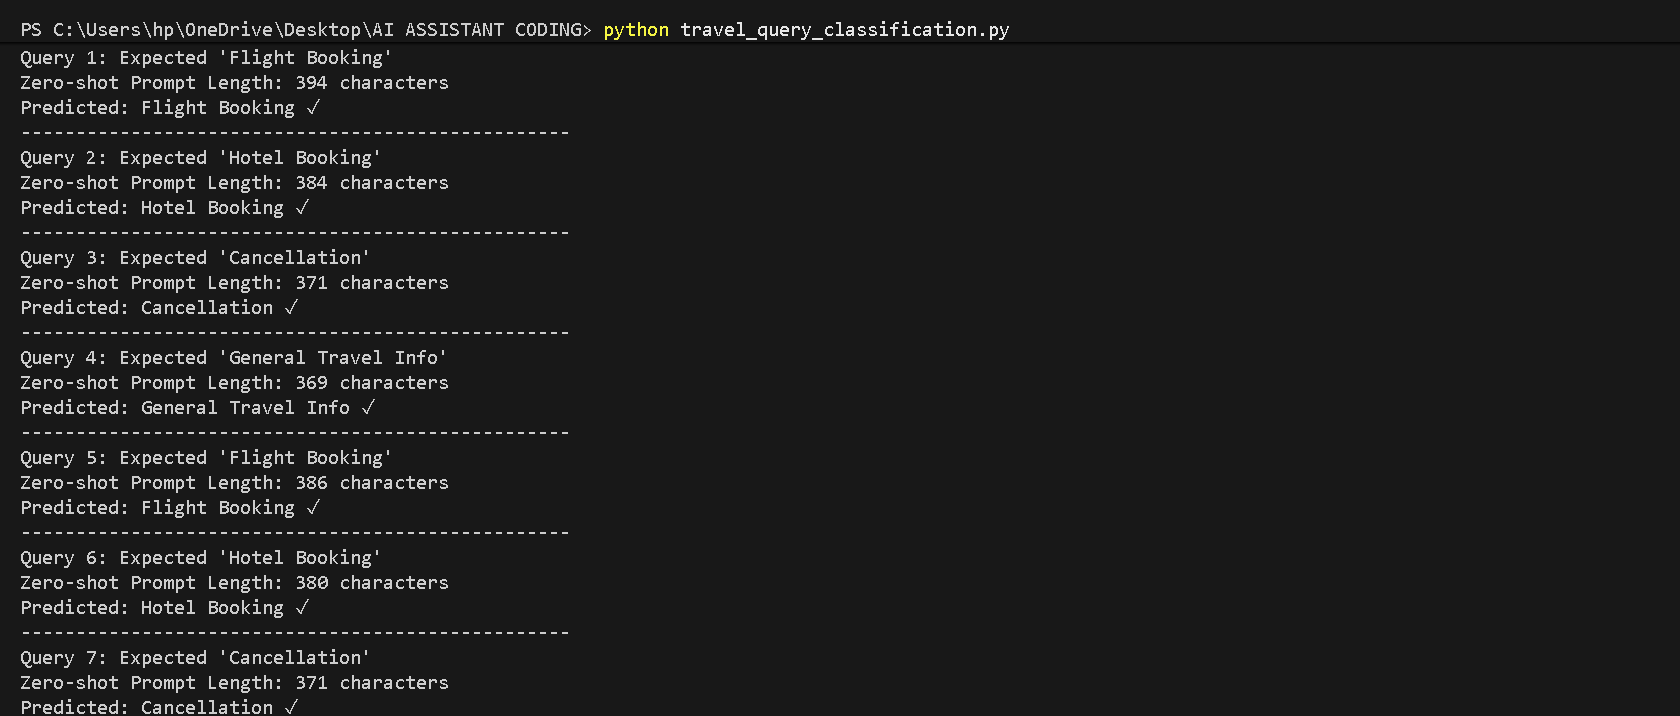 PS C:\Users\hp\OneDrive\Desktop\AI ASSISTANT CODING> python travel_query_classification.py
Query 1: Expected 'Flight Booking'
Zero-shot Prompt Length: 394 characters
Predicted: Flight Booking ✓
--------------------------------------------------
Query 2: Expected 'Hotel Booking'
Zero-shot Prompt Length: 384 characters
Predicted: Hotel Booking ✓
--------------------------------------------------
Query 3: Expected 'Cancellation'
Zero-shot Prompt Length: 371 characters
Predicted: Cancellation ✓
--------------------------------------------------
Query 4: Expected 'General Travel Info'
Zero-shot Prompt Length: 369 characters
Predicted: General Travel Info ✓
--------------------------------------------------
Query 5: Expected 'Flight Booking'
Zero-shot Prompt Length: 386 characters
Predicted: Flight Booking ✓
--------------------------------------------------
Query 6: Expected 'Hotel Booking'
Zero-shot Prompt Length: 380 characters
Predicted: Hotel Booking ✓
--------------------------------------------------
Query 7: Expected 'Cancellation'
Zero-shot Prompt Length: 371 characters
Predicted: Cancellation ✓